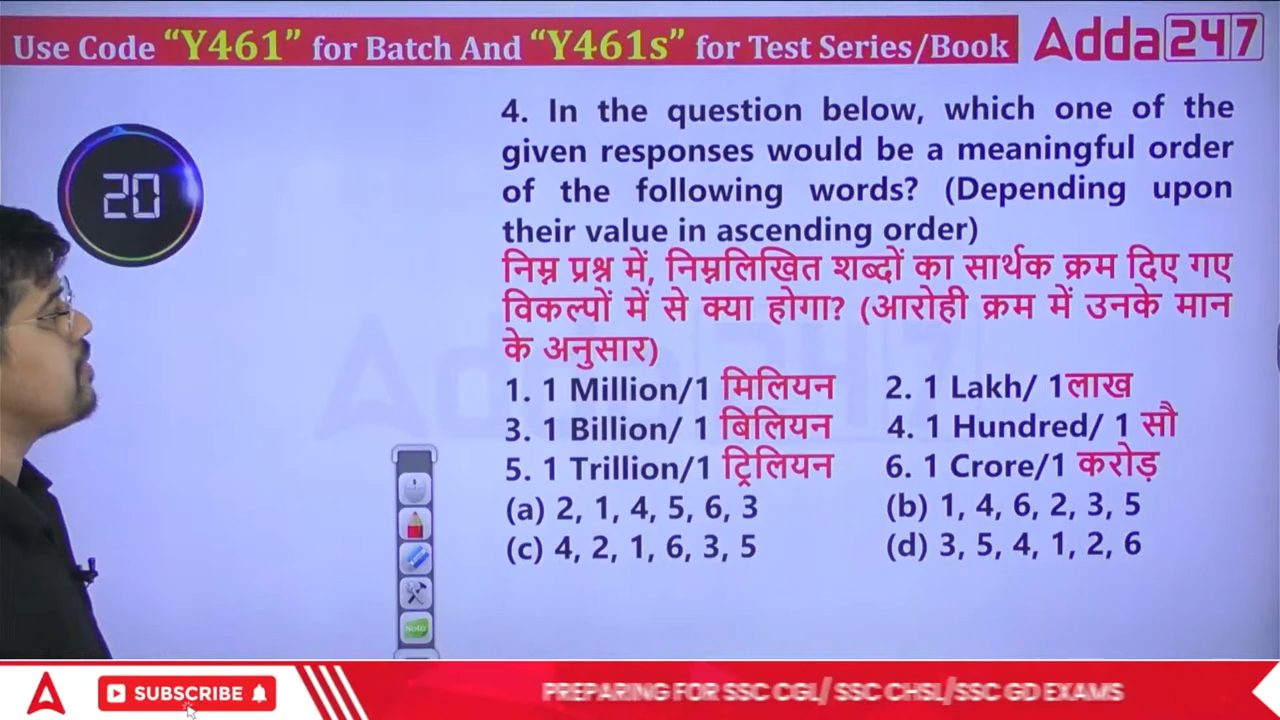 Use Code “Y461” for Batch And “Y461s” for Test Series/Book
Adda247
20
4. In the question below, which one of the
given responses would be a meaningful order
of the following words? (Depending upon
their value in ascending order)
निम्न प्रश्न में, निम्नलिखित शब्दों का सार्थक क्रम दिए गए
विकल्पों में से क्या होगा? (आरोही क्रम में उनके मान
के अनुसार)
1. 1 Million/1 मिलियन
2. 1 Lakh/ 1लाख
3. 1 Billion/ 1 बिलियन
4. 1 Hundred/ 1 सौ
5. 1 Trillion/1 ट्रिलियन
6. 1 Crore/1 करोड़
(a) 2, 1, 4, 5, 6, 3
(b) 1, 4, 6, 2, 3, 5
(c) 4, 2, 1, 6, 3, 5
(d) 3, 5, 4, 1, 2, 6
Note
SUBSCRIBE
PREPARING FOR SSC CGL/ SSC CHSL/SSC GD EXAMS